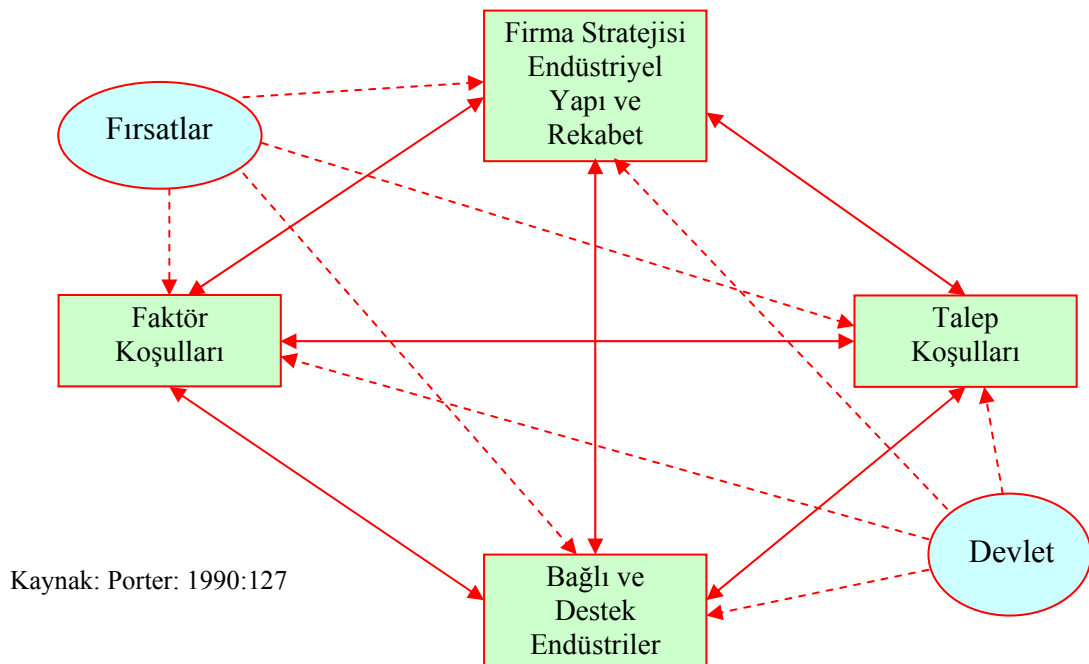 Firma Stratejisi
Endüstriyel
Yapı ve
Rekabet
Fırsatlar
Faktör
Koşulları
Talep
Koşulları
Devlet
Bağlı ve
Destek
Endüstriler
Kaynak: Porter: 1990:127